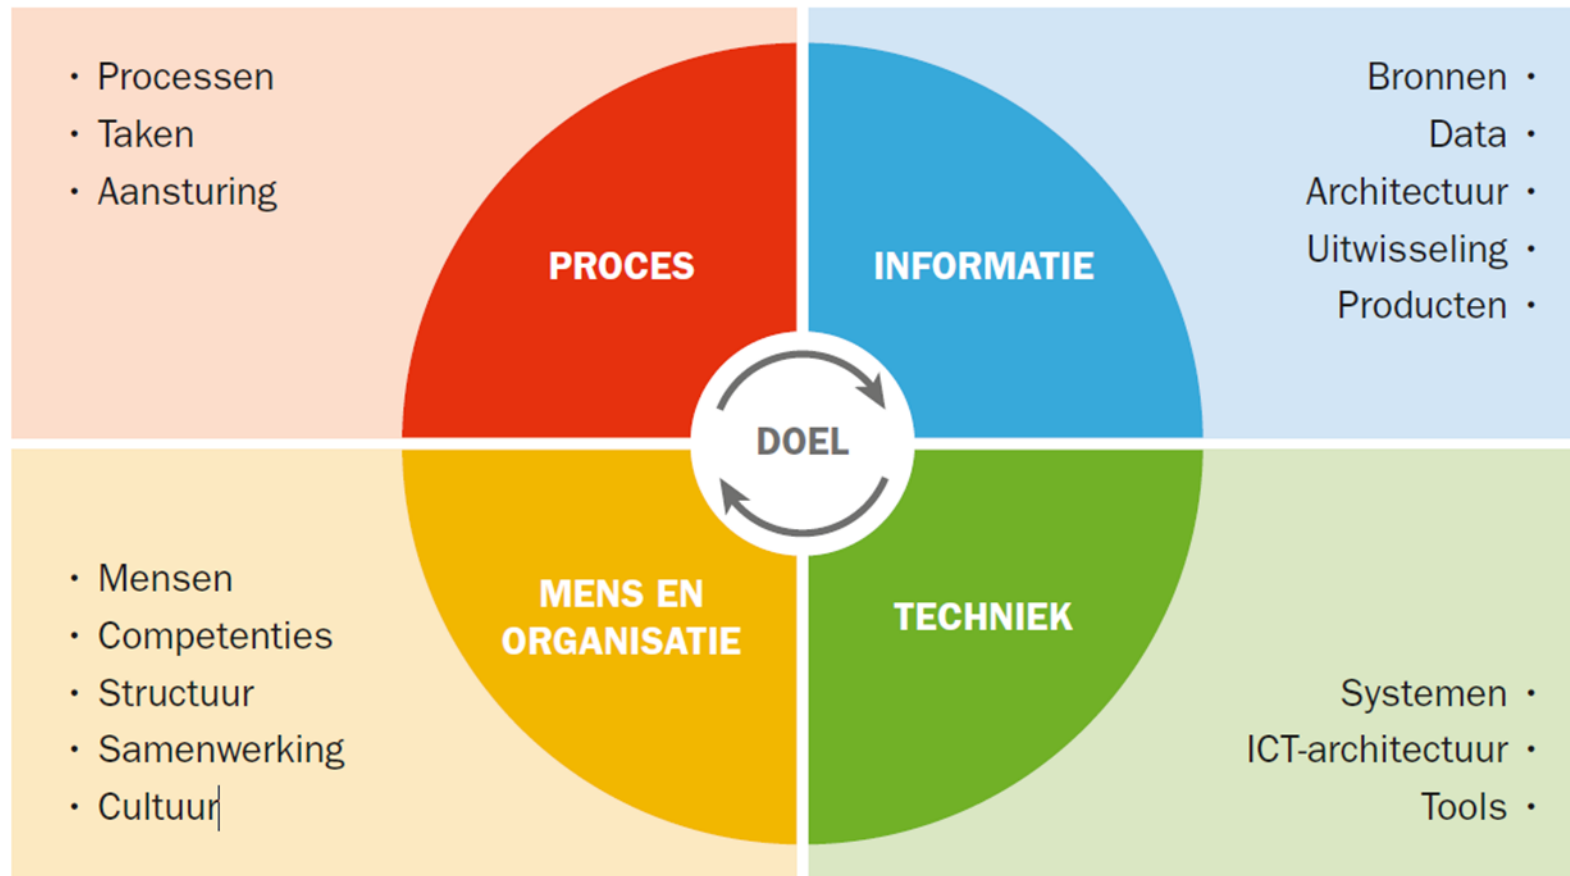 Processen
Taken
Aansturing
PROCES
INFORMATIE
Bronnen
Data
Architectuur
Uitwisseling
Producten
DOEL
Mensen
Competenties
Structuur
Samenwerking
Cultuur
MENS EN
ORGANISATIE
TECHNIEK
Systemen
ICT-architectuur
Tools